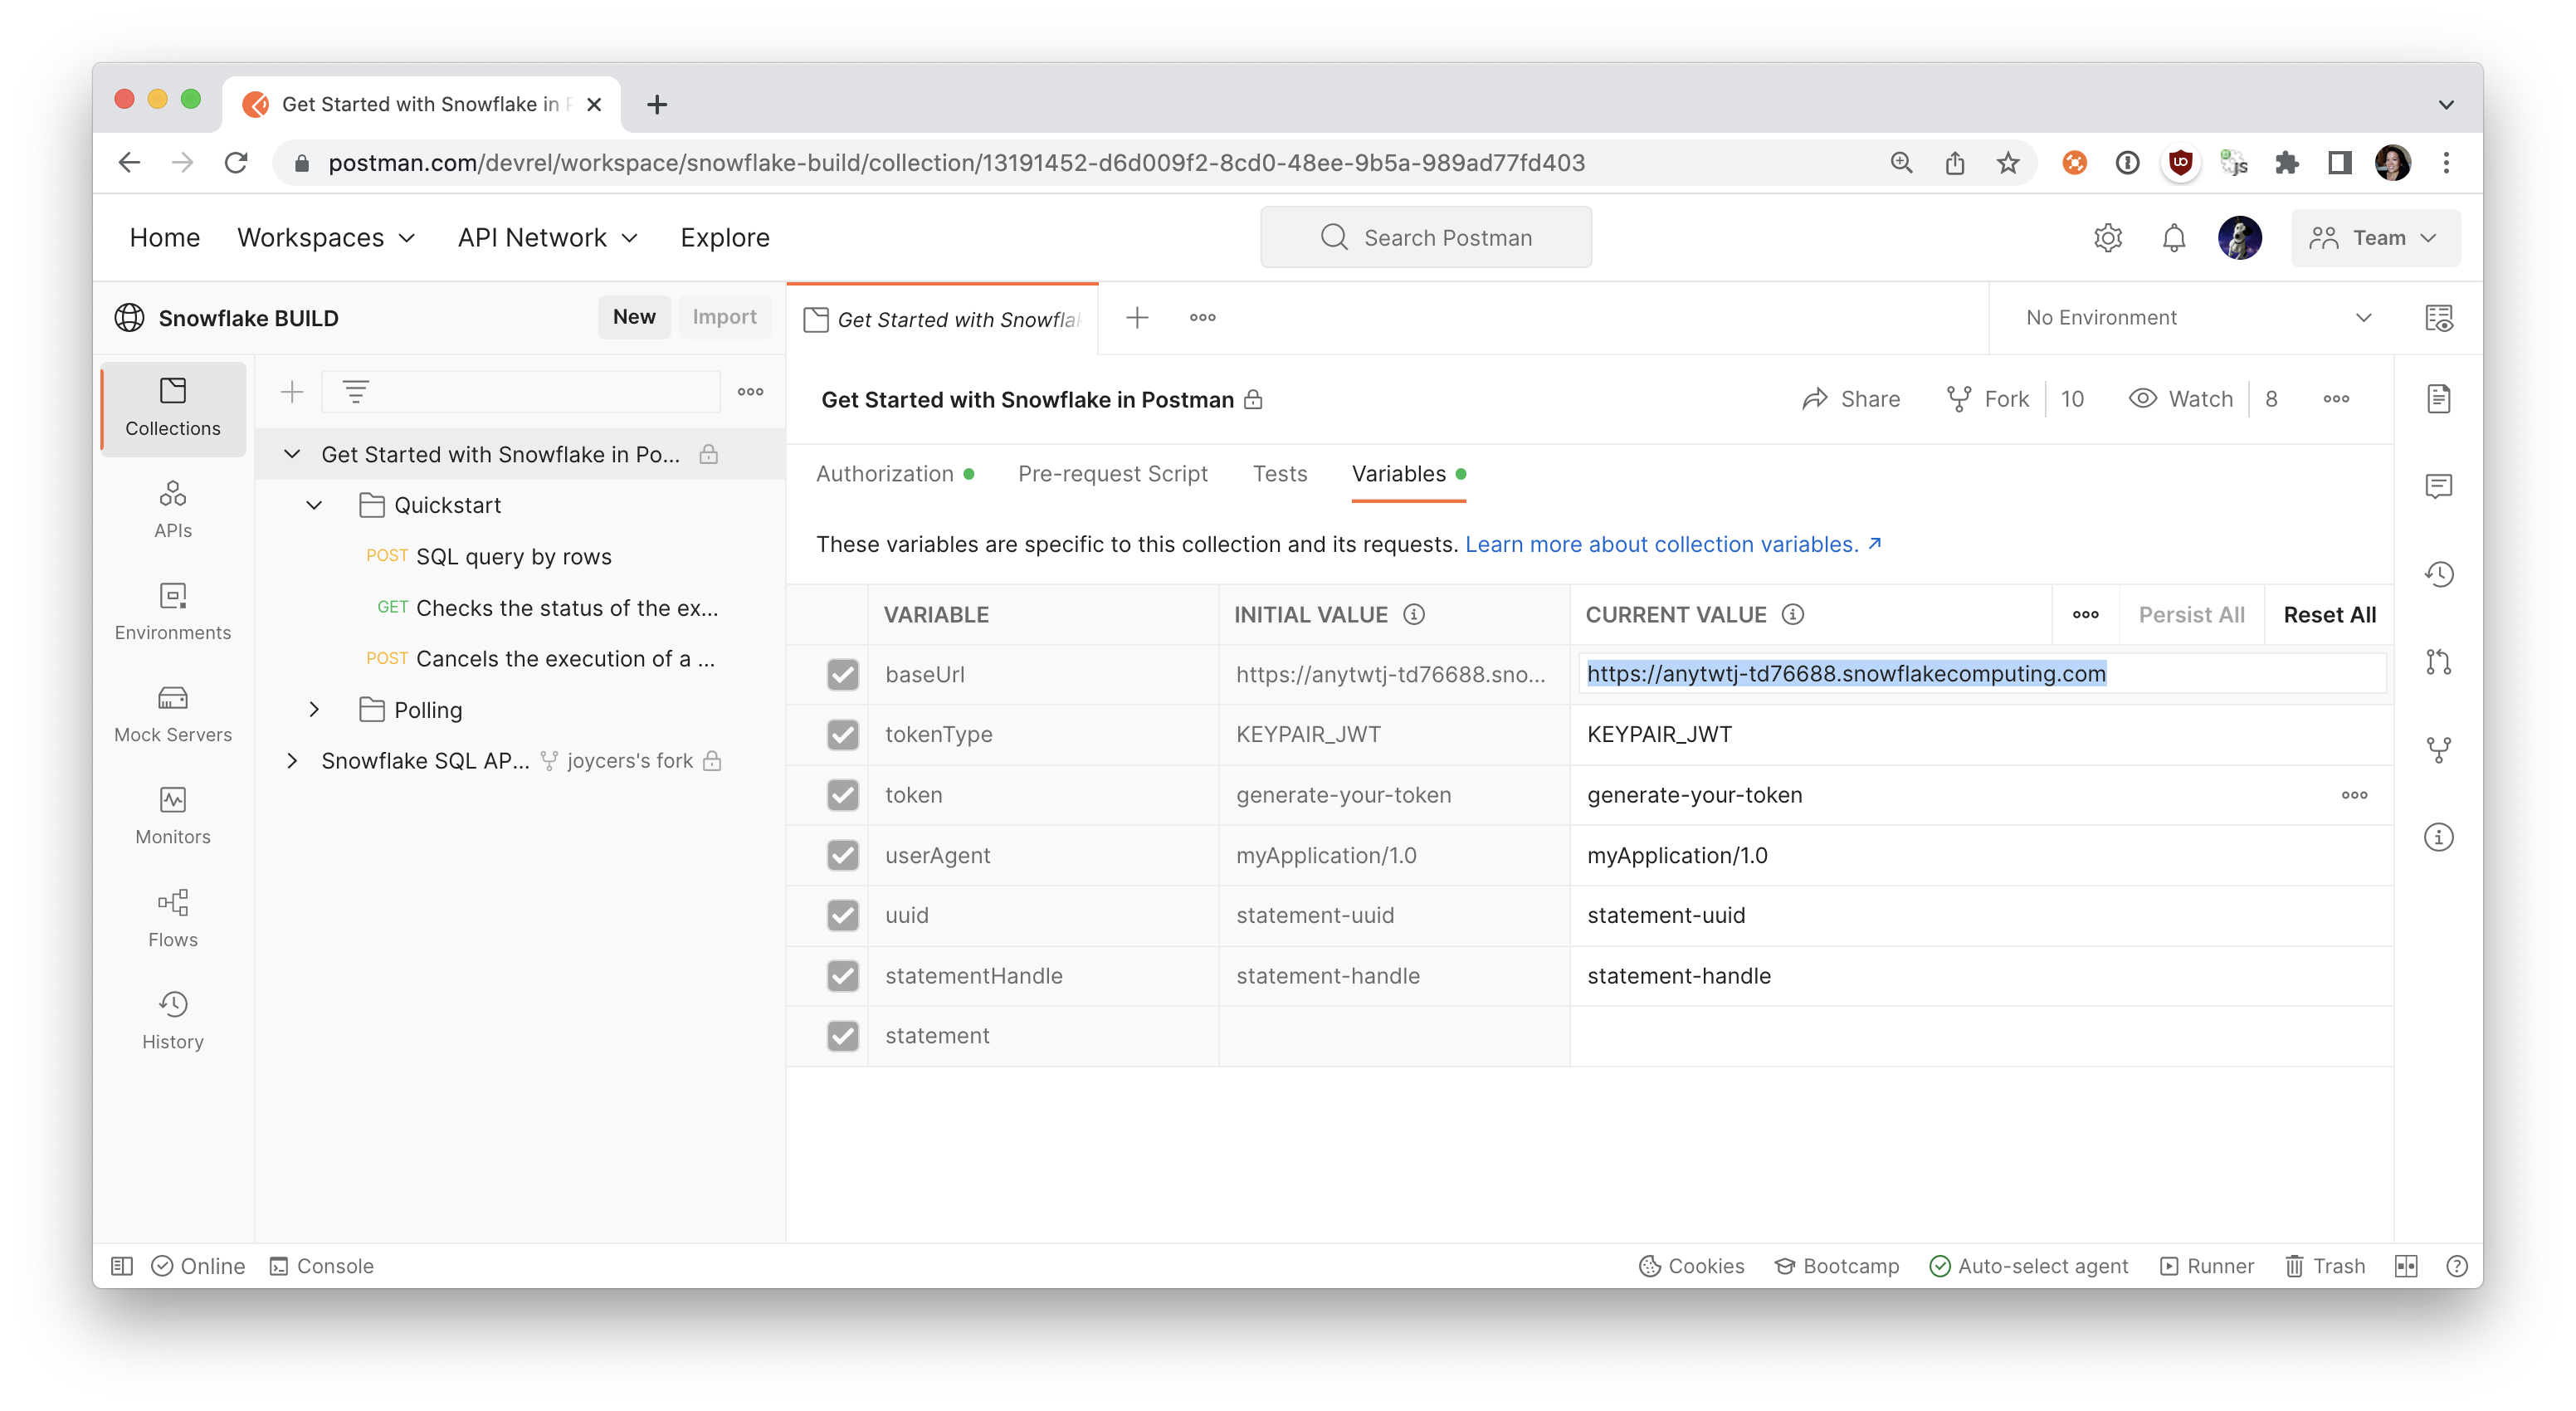 Get Started with Snowflake in
postman.com/devrel/workspace/snowflake-build/collection/13191452-d6d009f2-8cd0-48ee-9b5a-989ad77fd403
Home Workspaces API Network Explore Search Postman Team
Snowflake BUILD New Import
Get Started with Snowfla
No Environment
Collections
APIs
Environments
Mock Servers
Monitors
Flows
History
Get Started with Snowflake in Po...
Quickstart
POST SQL query by rows
GET Checks the status of the ex...
POST Cancels the execution of a ...
Polling
Snowflake SQL AP... joycers's fork
Get Started with Snowflake in Postman
Share Fork 10 Watch 8
Authorization Pre-request Script Tests Variables
These variables are specific to this collection and its requests. Learn more about collection variables. ↗
VARIABLE INITIAL VALUE CURRENT VALUE Persist All Reset All
baseUrl https://anytwtj-td76688.sno... https://anytwtj-td76688.snowflakecomputing.com
tokenType KEYPAIR_JWT KEYPAIR_JWT
token generate-your-token generate-your-token
userAgent myApplication/1.0 myApplication/1.0
uuid statement-uuid statement-uuid
statementHandle statement-handle statement-handle
statement
Online Console Cookies Bootcamp Auto-select agent Runner Trash